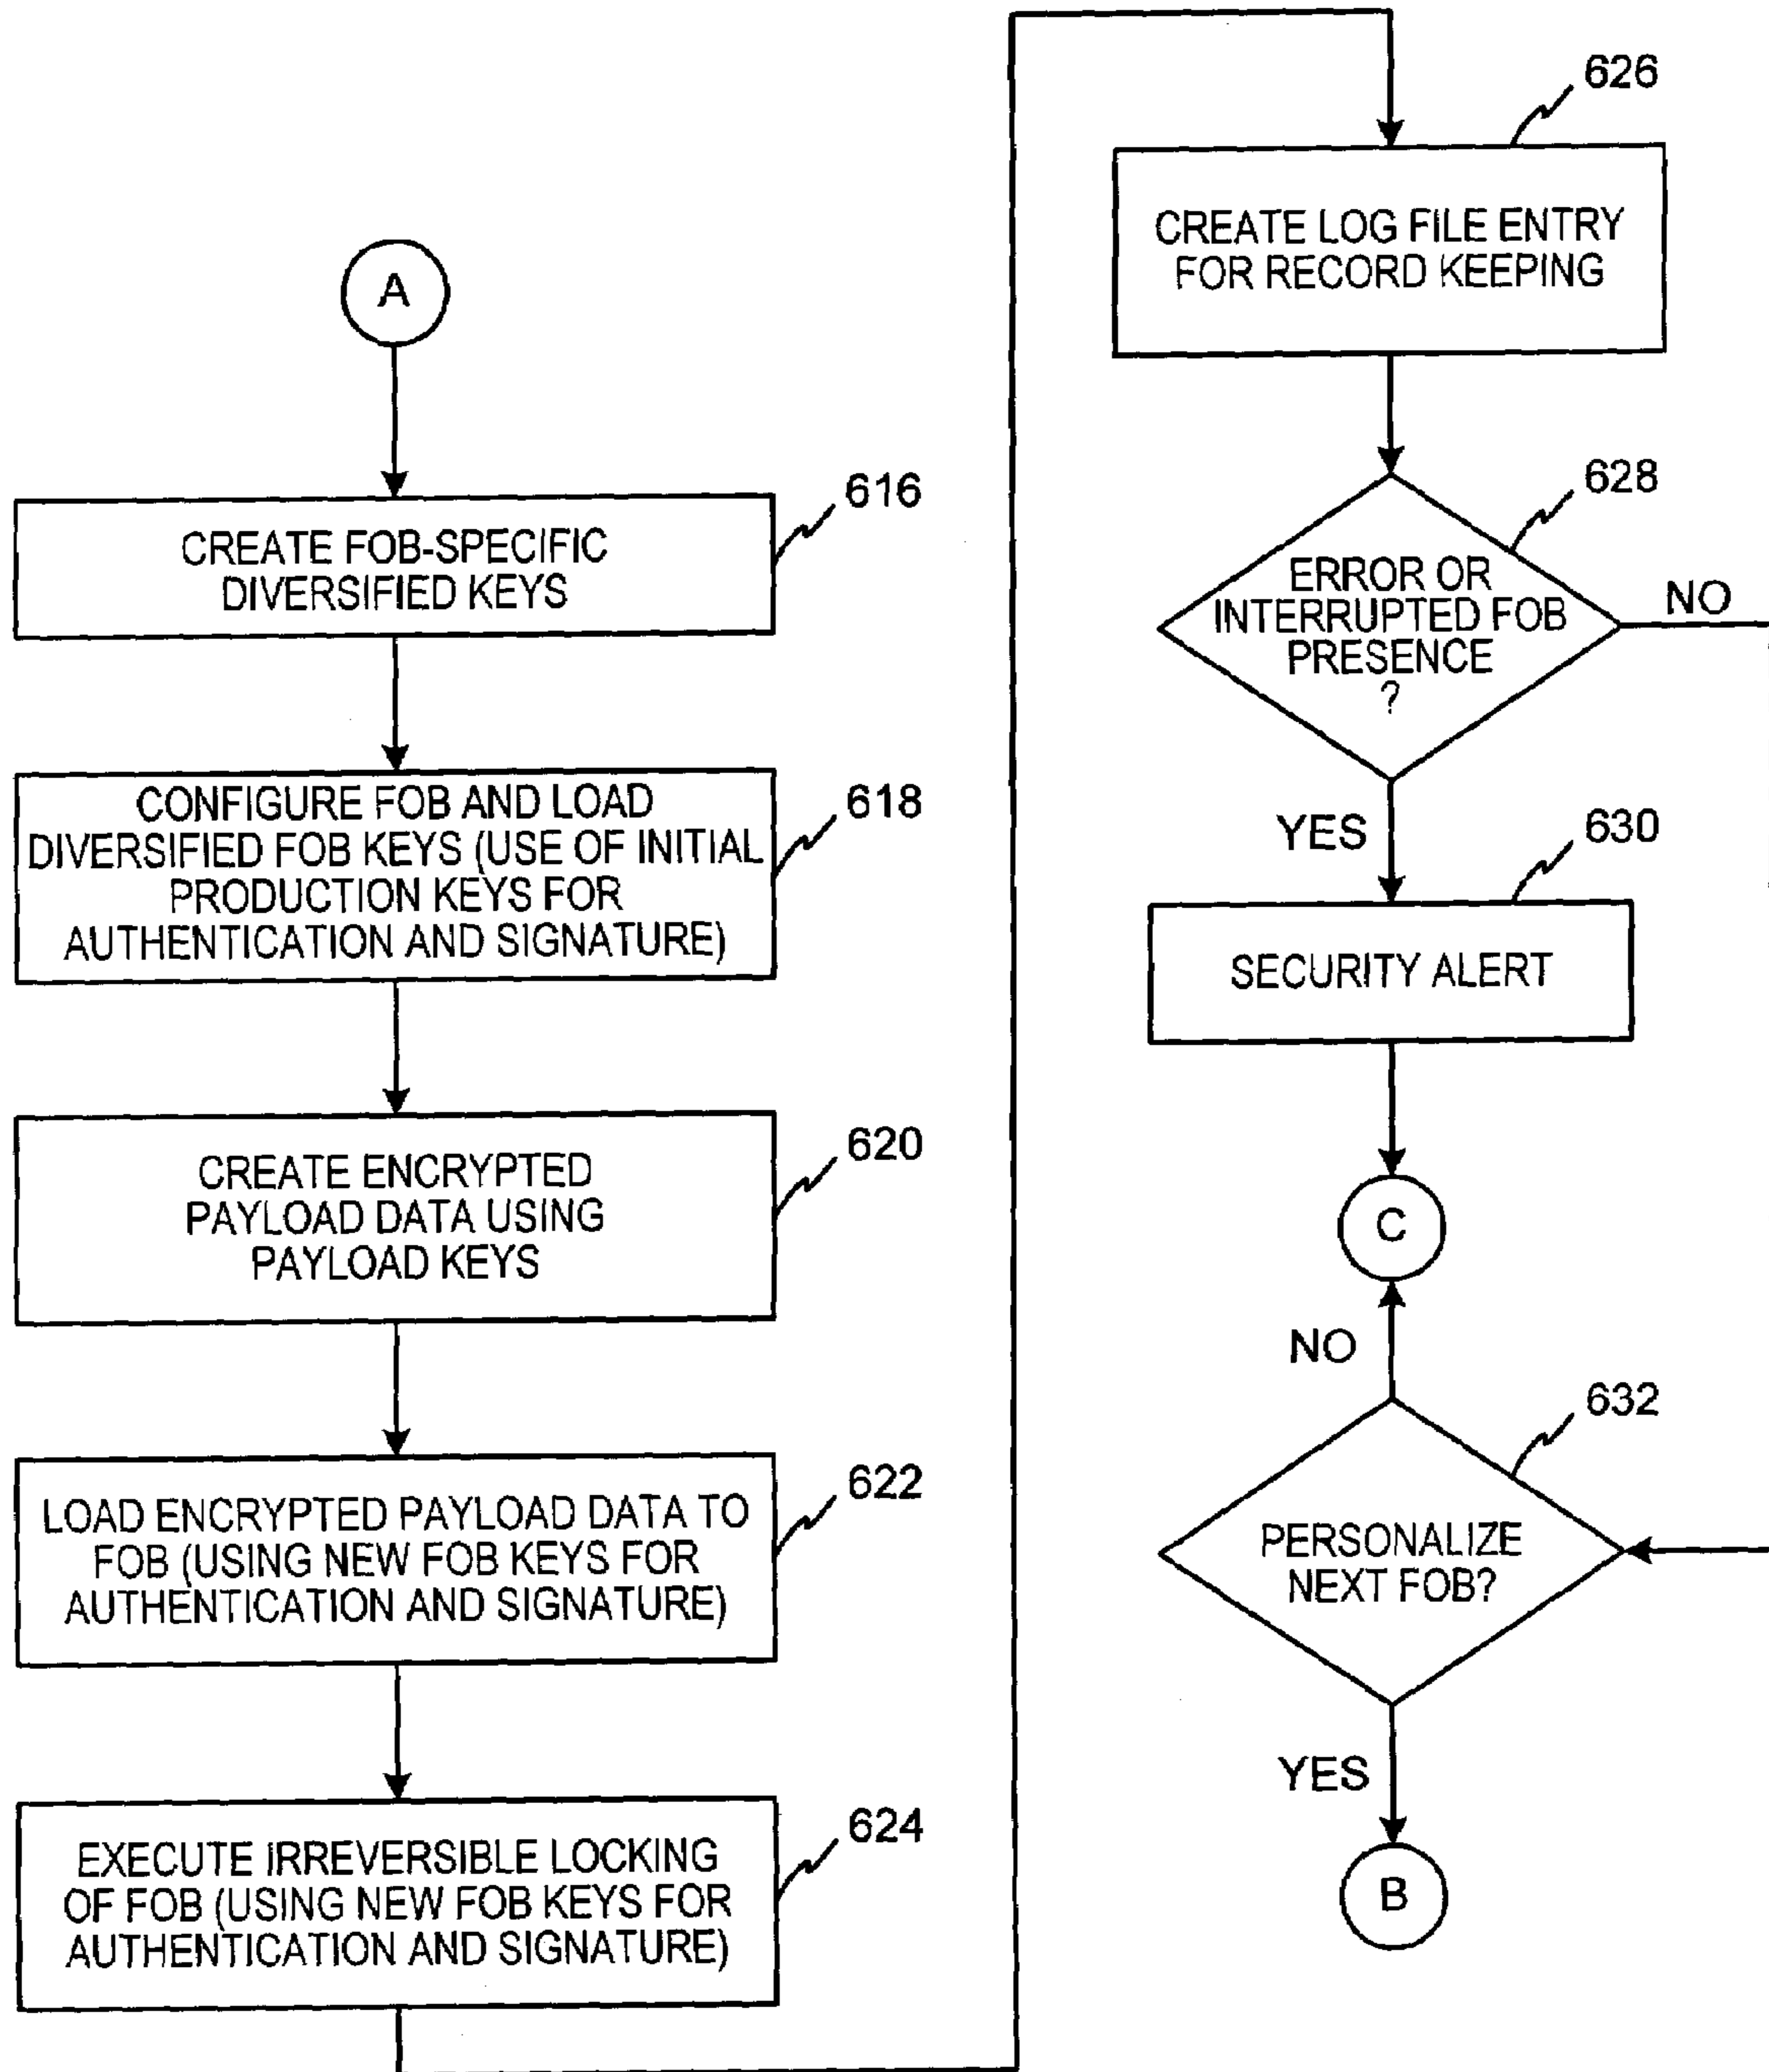 A
616
CREATE FOB-SPECIFIC
DIVERSIFIED KEYS
618
CONFIGURE FOB AND LOAD
DIVERSIFIED FOB KEYS (USE OF INITIAL
PRODUCTION KEYS FOR
AUTHENTICATION AND SIGNATURE)
620
CREATE ENCRYPTED
PAYLOAD DATA USING
PAYLOAD KEYS
622
LOAD ENCRYPTED PAYLOAD DATA TO
FOB (USING NEW FOB KEYS FOR
AUTHENTICATION AND SIGNATURE)
624
EXECUTE IRREVERSIBLE LOCKING
OF FOB (USING NEW FOB KEYS FOR
AUTHENTICATION AND SIGNATURE)
626
CREATE LOG FILE ENTRY
FOR RECORD KEEPING
628
ERROR OR
INTERRUPTED FOB
PRESENCE
?
NO
YES
630
SECURITY ALERT
C
NO
632
PERSONALIZE
NEXT FOB?
YES
B